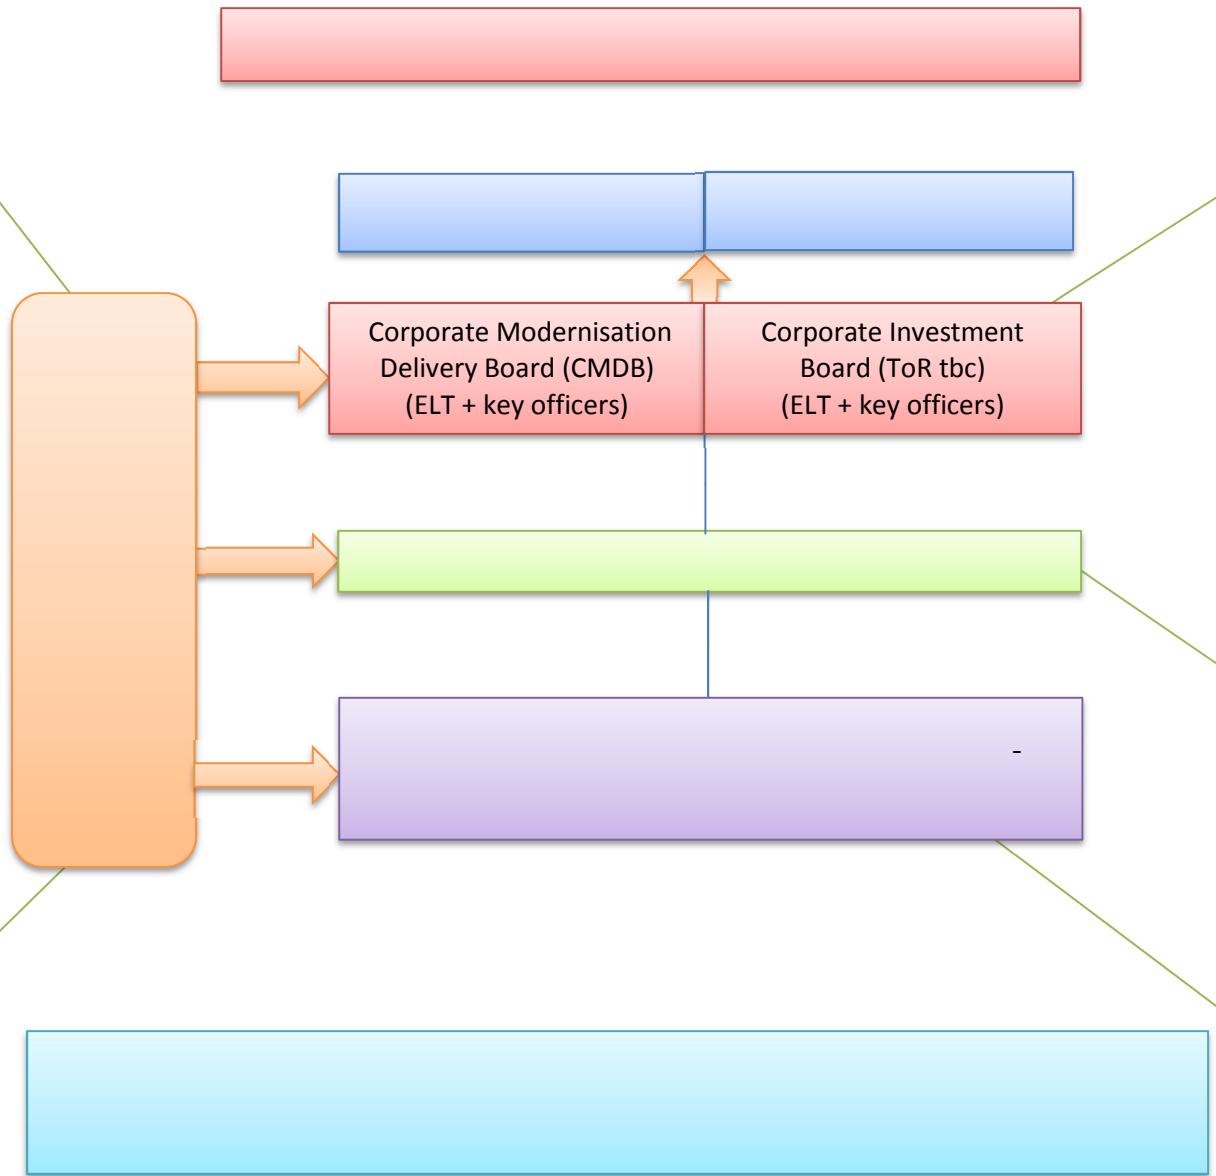 Corporate Modernisation
Delivery Board (CMDB)
(ELT + key officers)
Corporate Investment
Board (ToR tbc)
(ELT + key officers)
-